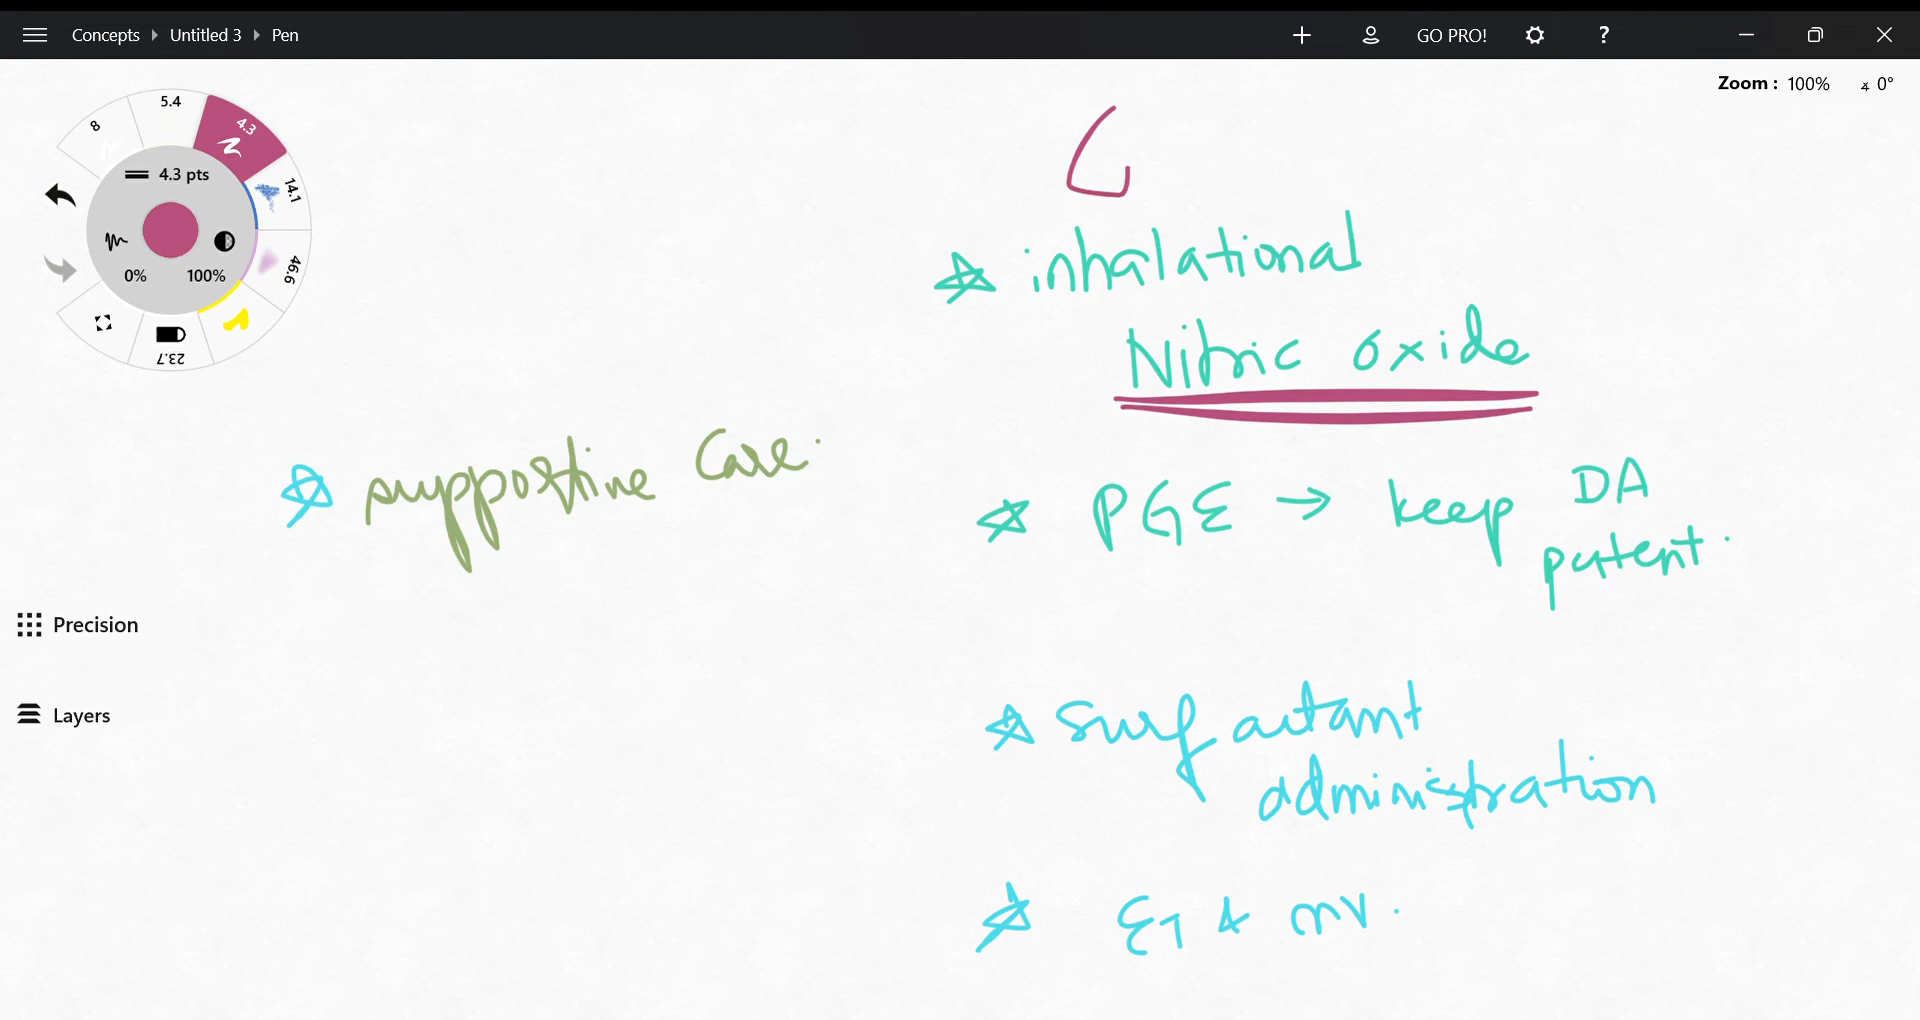 Concepts Untitled 3 Pen
GO PRO! ?
Zoom : 100% 0°
8
5.4
4.3
14.1
46.6
23.7
4.3 pts
0% 100%
Precision
Layers
supportive Care.
inhalational
Nitric oxide
PGE → keep DA
patent.
Surfactant
administration
ET & mv.